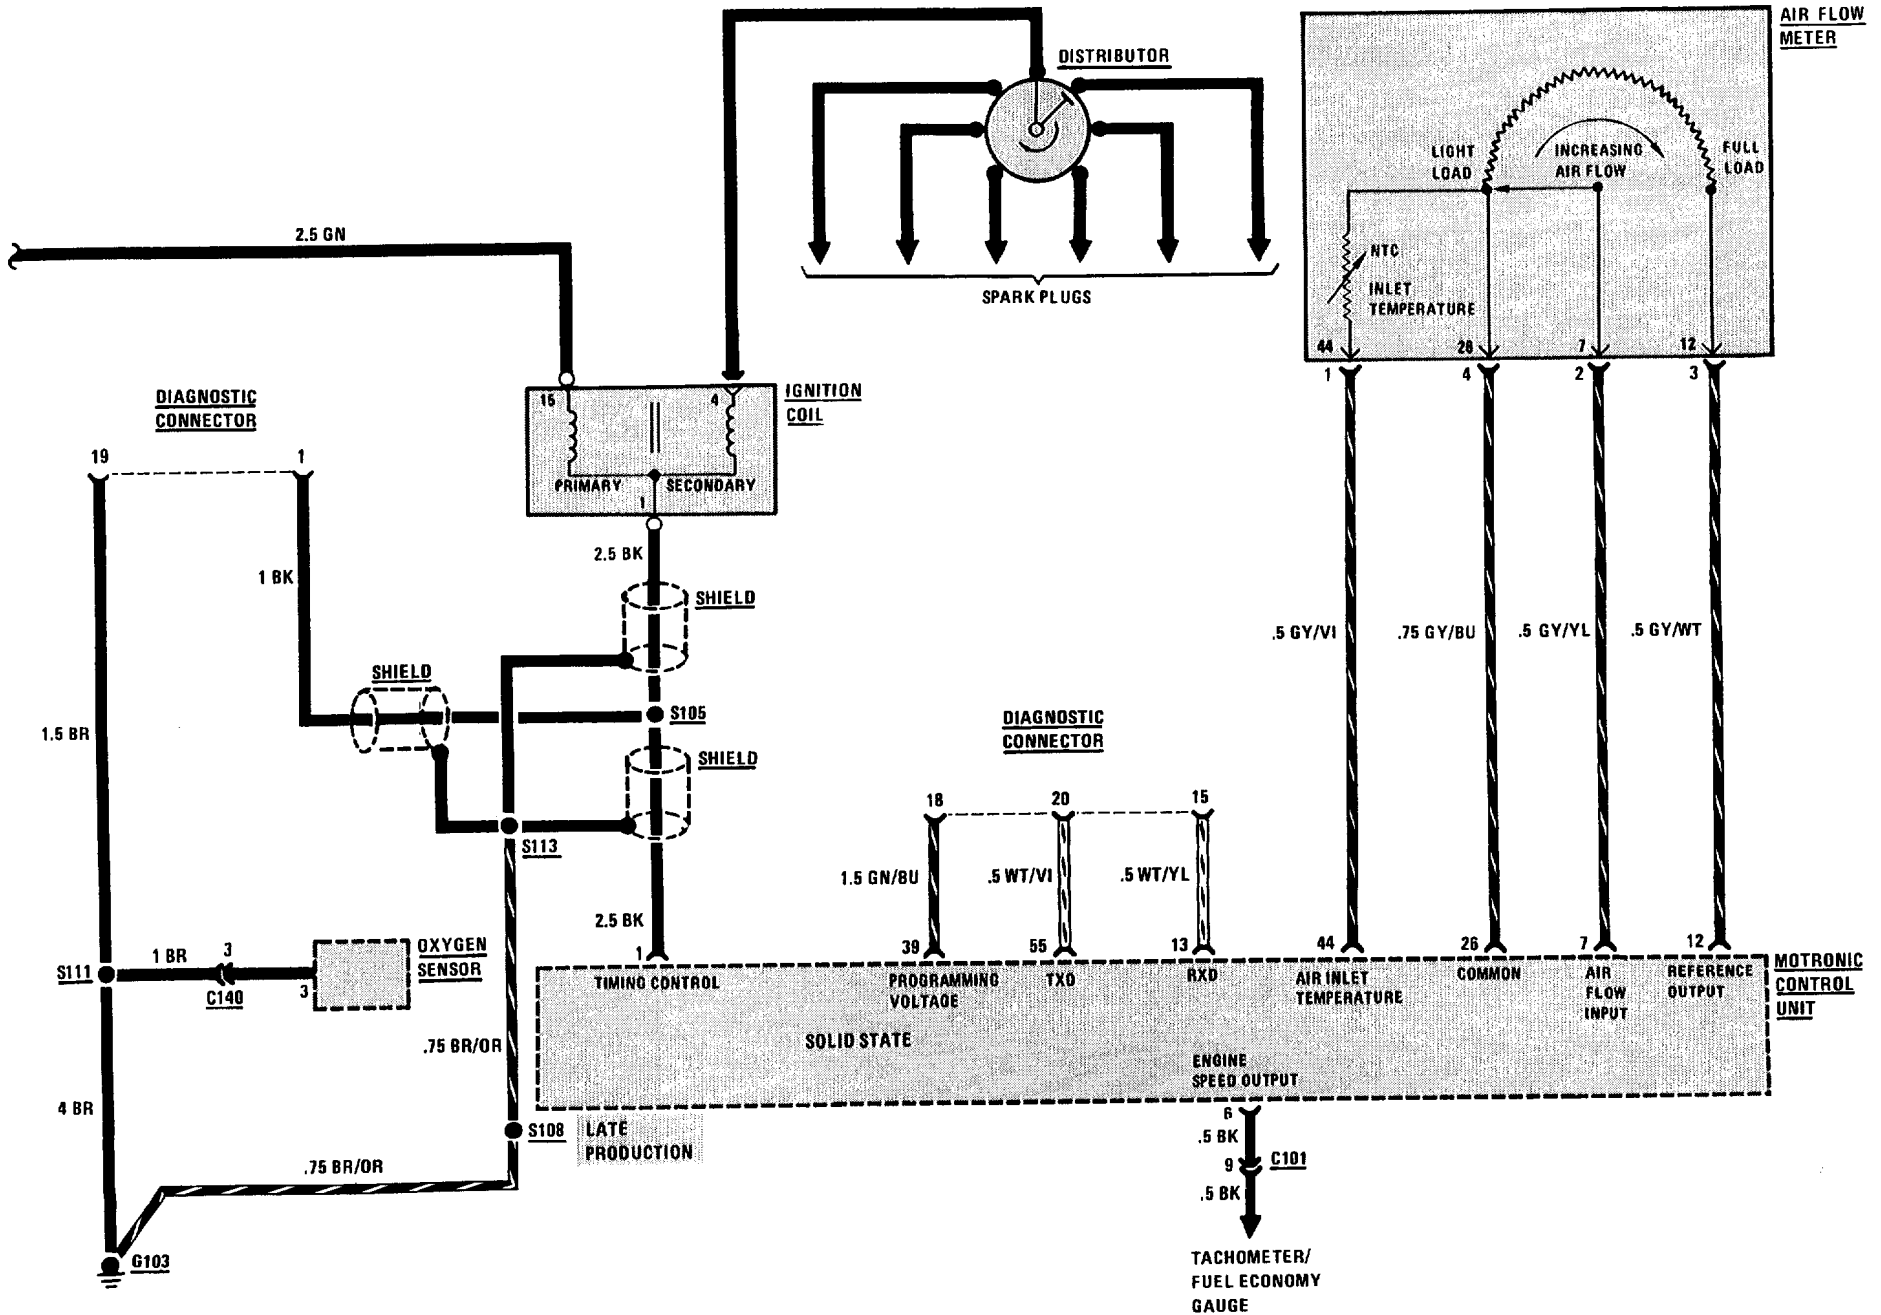 AIR FLOW
METER
DISTRIBUTOR
LIGHT
LOAD
INCREASING
AIR FLOW
FULL
LOAD
2.5 GN
NTC
INLET
TEMPERATURE
SPARK PLUGS
44
26
7
12
1
4
2
3
DIAGNOSTIC
CONNECTOR
15
4
IGNITION
COIL
19
1
PRIMARY
SECONDARY
1
2.5 BK
1 BK
SHIELD
.5 GY/VI
.75 GY/BU
.5 GY/YL
.5 GY/WT
SHIELD
S105
1.5 BR
DIAGNOSTIC
CONNECTOR
SHIELD
18
20
15
S113
1.5 GN/BU
.5 WT/VI
.5 WT/YL
2.5 BK
1
39
55
13
44
26
7
12
1 BR
3
OXYGEN
SENSOR
S111
C140
3
TIMING CONTROL
PROGRAMMING
VOLTAGE
TXD
RXD
AIR INLET
TEMPERATURE
COMMON
AIR
FLOW
INPUT
REFERENCE
OUTPUT
MOTRONIC
CONTROL
UNIT
.75 BR/OR
SOLID STATE
ENGINE
SPEED OUTPUT
4 BR
S108
LATE
PRODUCTION
6
.5 BK
9
C101
.5 BK
.75 BR/OR
G103
TACHOMETER/
FUEL ECONOMY
GAUGE